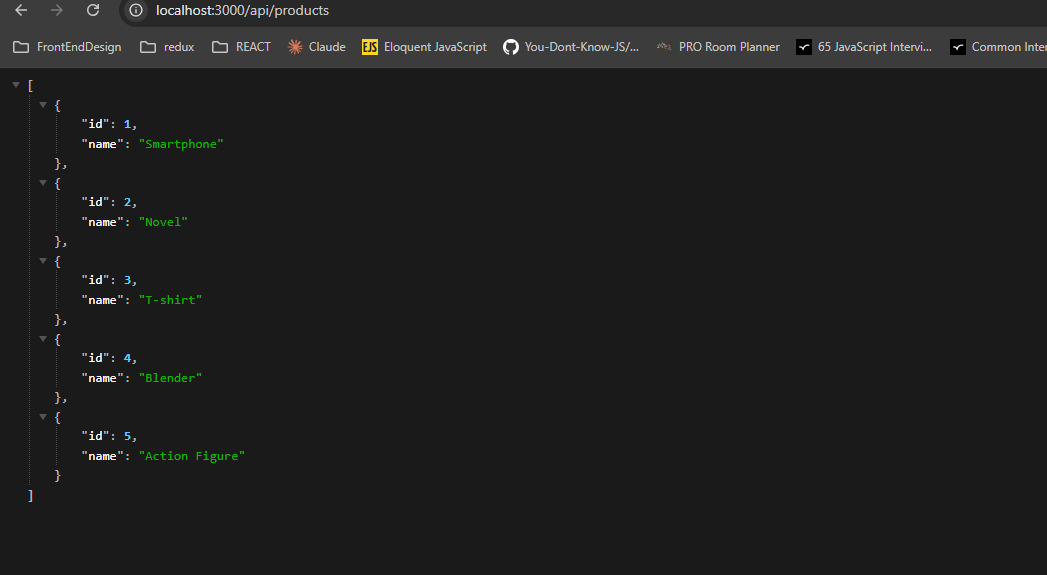 localhost:3000/api/products
FrontEndDesign redux REACT Claude EJS Eloquent JavaScript You-Dont-Know-JS/... PRO Room Planner 65 JavaScript Intervi... Common Inter
[
{
"id": 1,
"name": "Smartphone"
},
{
"id": 2,
"name": "Novel"
},
{
"id": 3,
"name": "T-shirt"
},
{
"id": 4,
"name": "Blender"
},
{
"id": 5,
"name": "Action Figure"
}
]